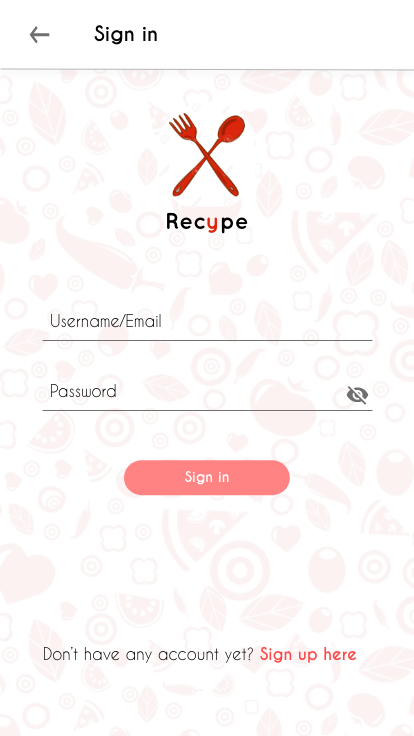 Sign in
Recype
Username/Email
Password
Sign in
Don't have any account yet? Sign up here